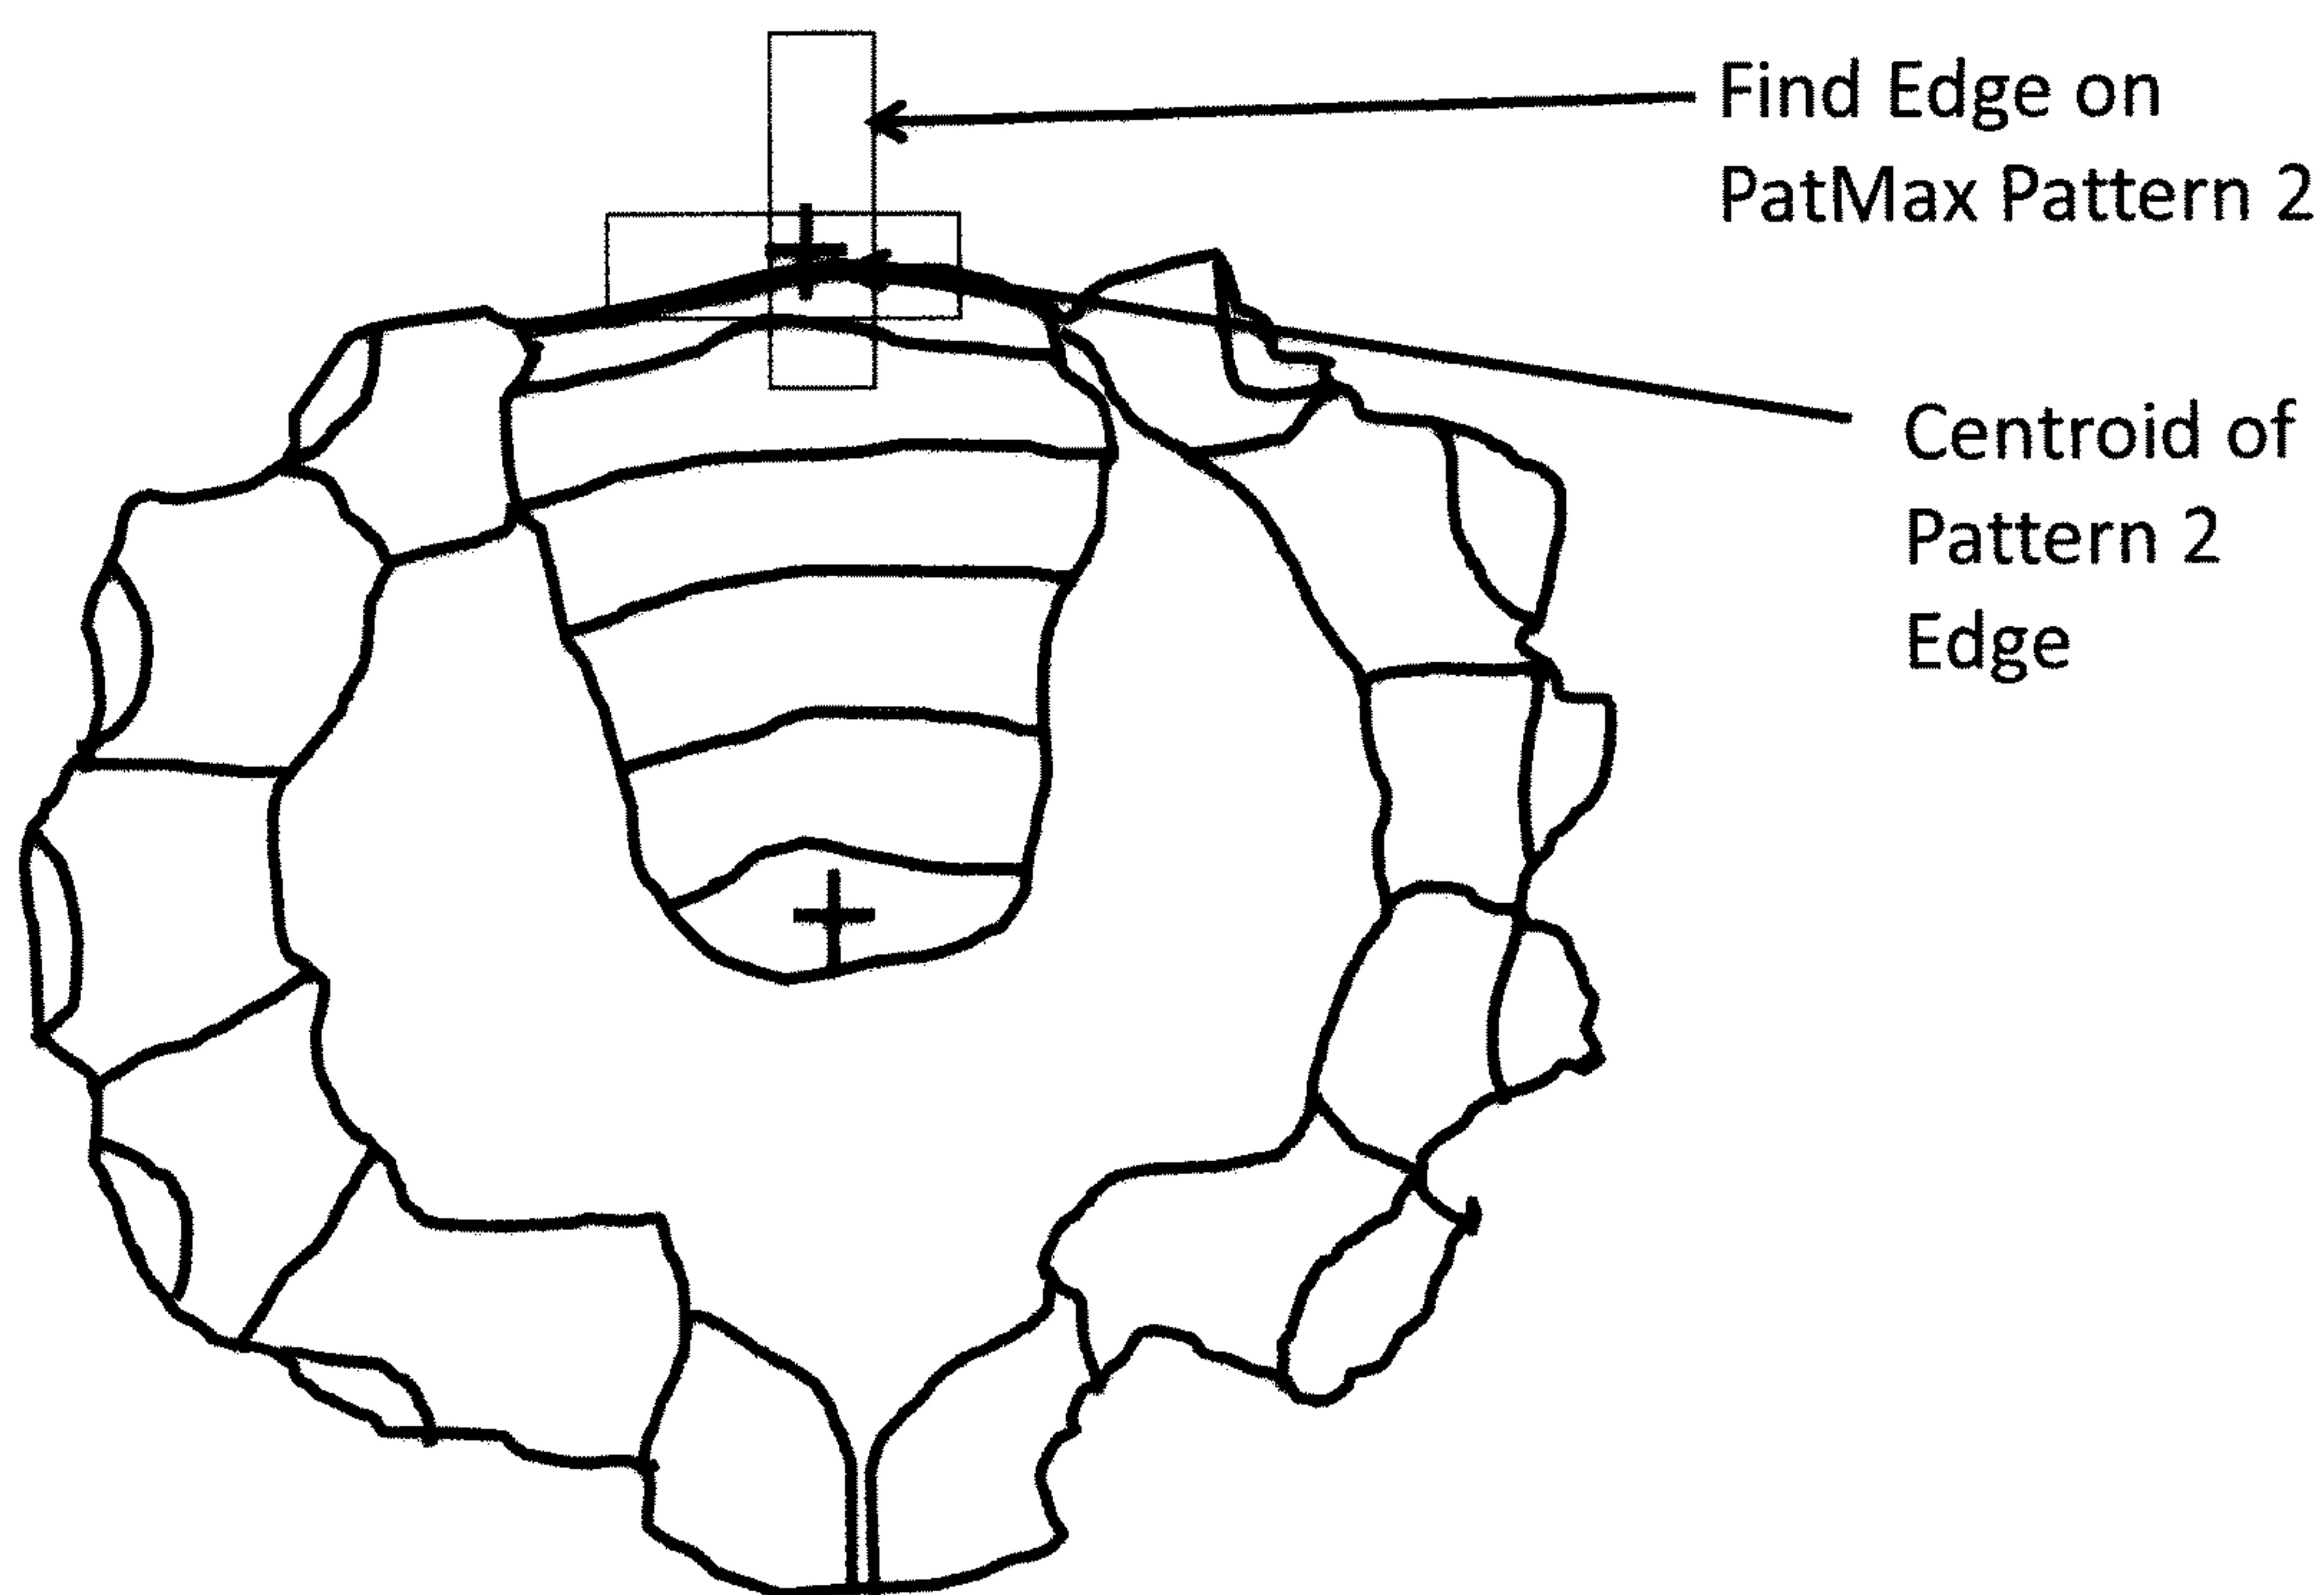 Find Edge on
PatMax Pattern 2
Centroid of
Pattern 2
Edge